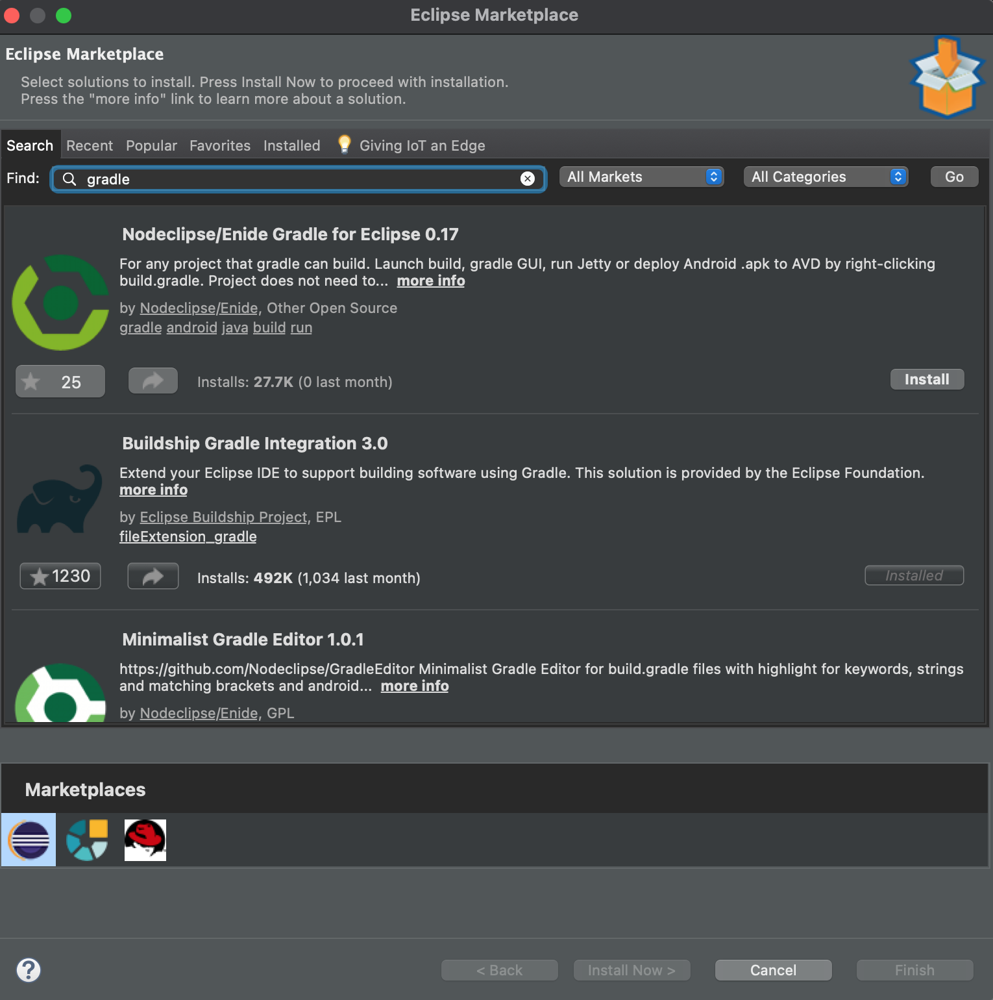 Eclipse Marketplace
Eclipse Marketplace
Select solutions to install. Press Install Now to proceed with installation.
Press the "more info" link to learn more about a solution.
Search Recent Popular Favorites Installed Giving IoT an Edge
Find: gradle All Markets All Categories Go
Nodeclipse/Enide Gradle for Eclipse 0.17
For any project that gradle can build. Launch build, gradle GUI, run Jetty or deploy Android .apk to AVD by right-clicking
build.gradle. Project does not need to... more info
by Nodeclipse/Enide, Other Open Source
gradle android java build run
25 Installs: 27.7K (0 last month) Install
Buildship Gradle Integration 3.0
Extend your Eclipse IDE to support building software using Gradle. This solution is provided by the Eclipse Foundation.
more info
by Eclipse Buildship Project, EPL
fileExtension_gradle
1230 Installs: 492K (1,034 last month) Installed
Minimalist Gradle Editor 1.0.1
https://github.com/Nodeclipse/GradleEditor Minimalist Gradle Editor for build.gradle files with highlight for keywords, strings
and matching brackets and android... more info
by Nodeclipse/Enide, GPL
Marketplaces
? < Back Install Now > Cancel Finish